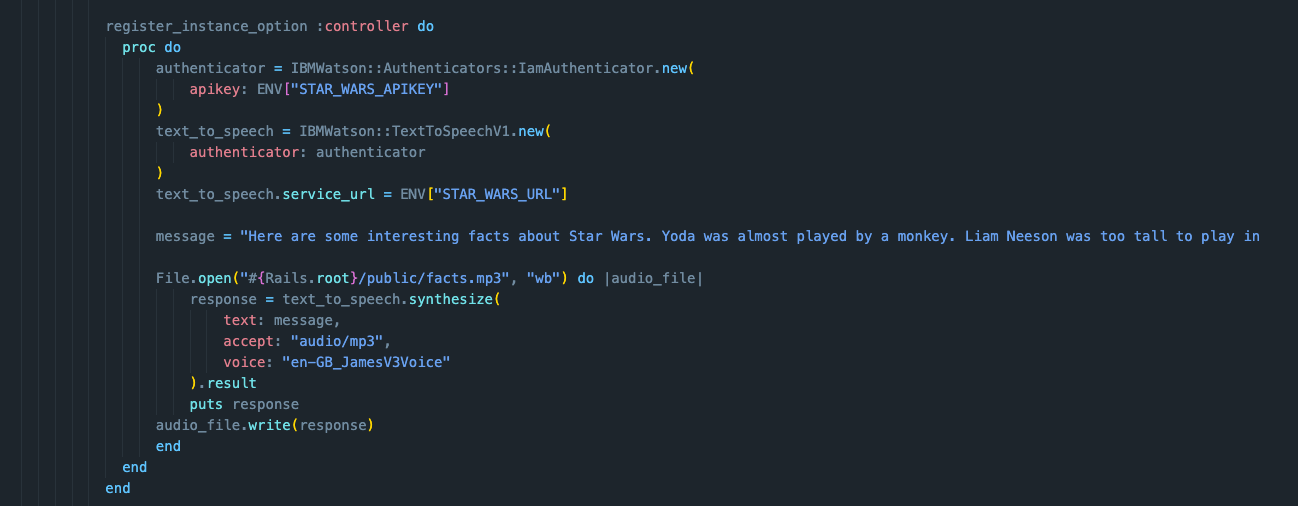 register_instance_option :controller do
proc do
authenticator = IBMWatson::Authenticators::IamAuthenticator.new(
apikey: ENV["STAR_WARS_APIKEY"]
)
text_to_speech = IBMWatson::TextToSpeechV1.new(
authenticator: authenticator
)
text_to_speech.service_url = ENV["STAR_WARS_URL"]
message = "Here are some interesting facts about Star Wars. Yoda was almost played by a monkey. Liam Neeson was too tall to play in
File.open("#{Rails.root}/public/facts.mp3", "wb") do |audio_file|
response = text_to_speech.synthesize(
text: message,
accept: "audio/mp3",
voice: "en-GB_JamesV3Voice"
).result
puts response
audio_file.write(response)
end
end
end